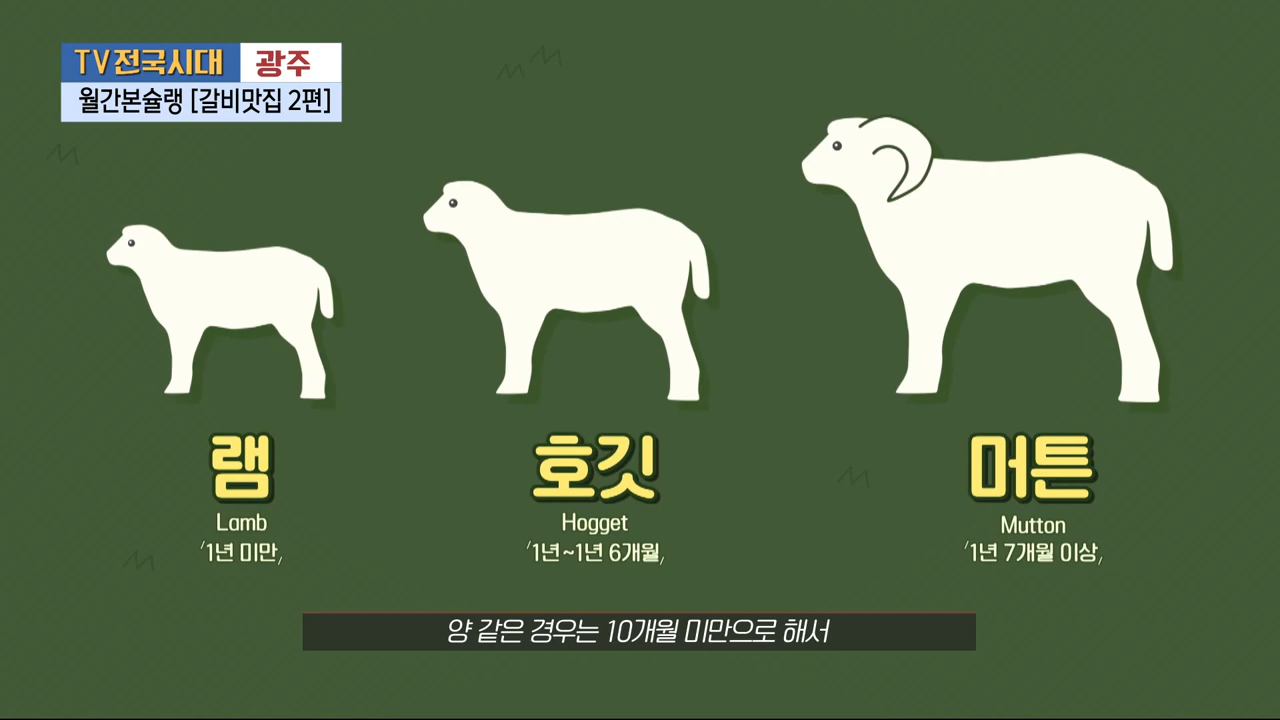 TV전국시대 광주
월간본슐랭 [갈비맛집 2편]
램 호깃 머튼
Lamb Hogget Mutton
'1년 미만, '1년~1년 6개월, '1년 7개월 이상,
양 같은 경우는 10개월 미만으로 해서